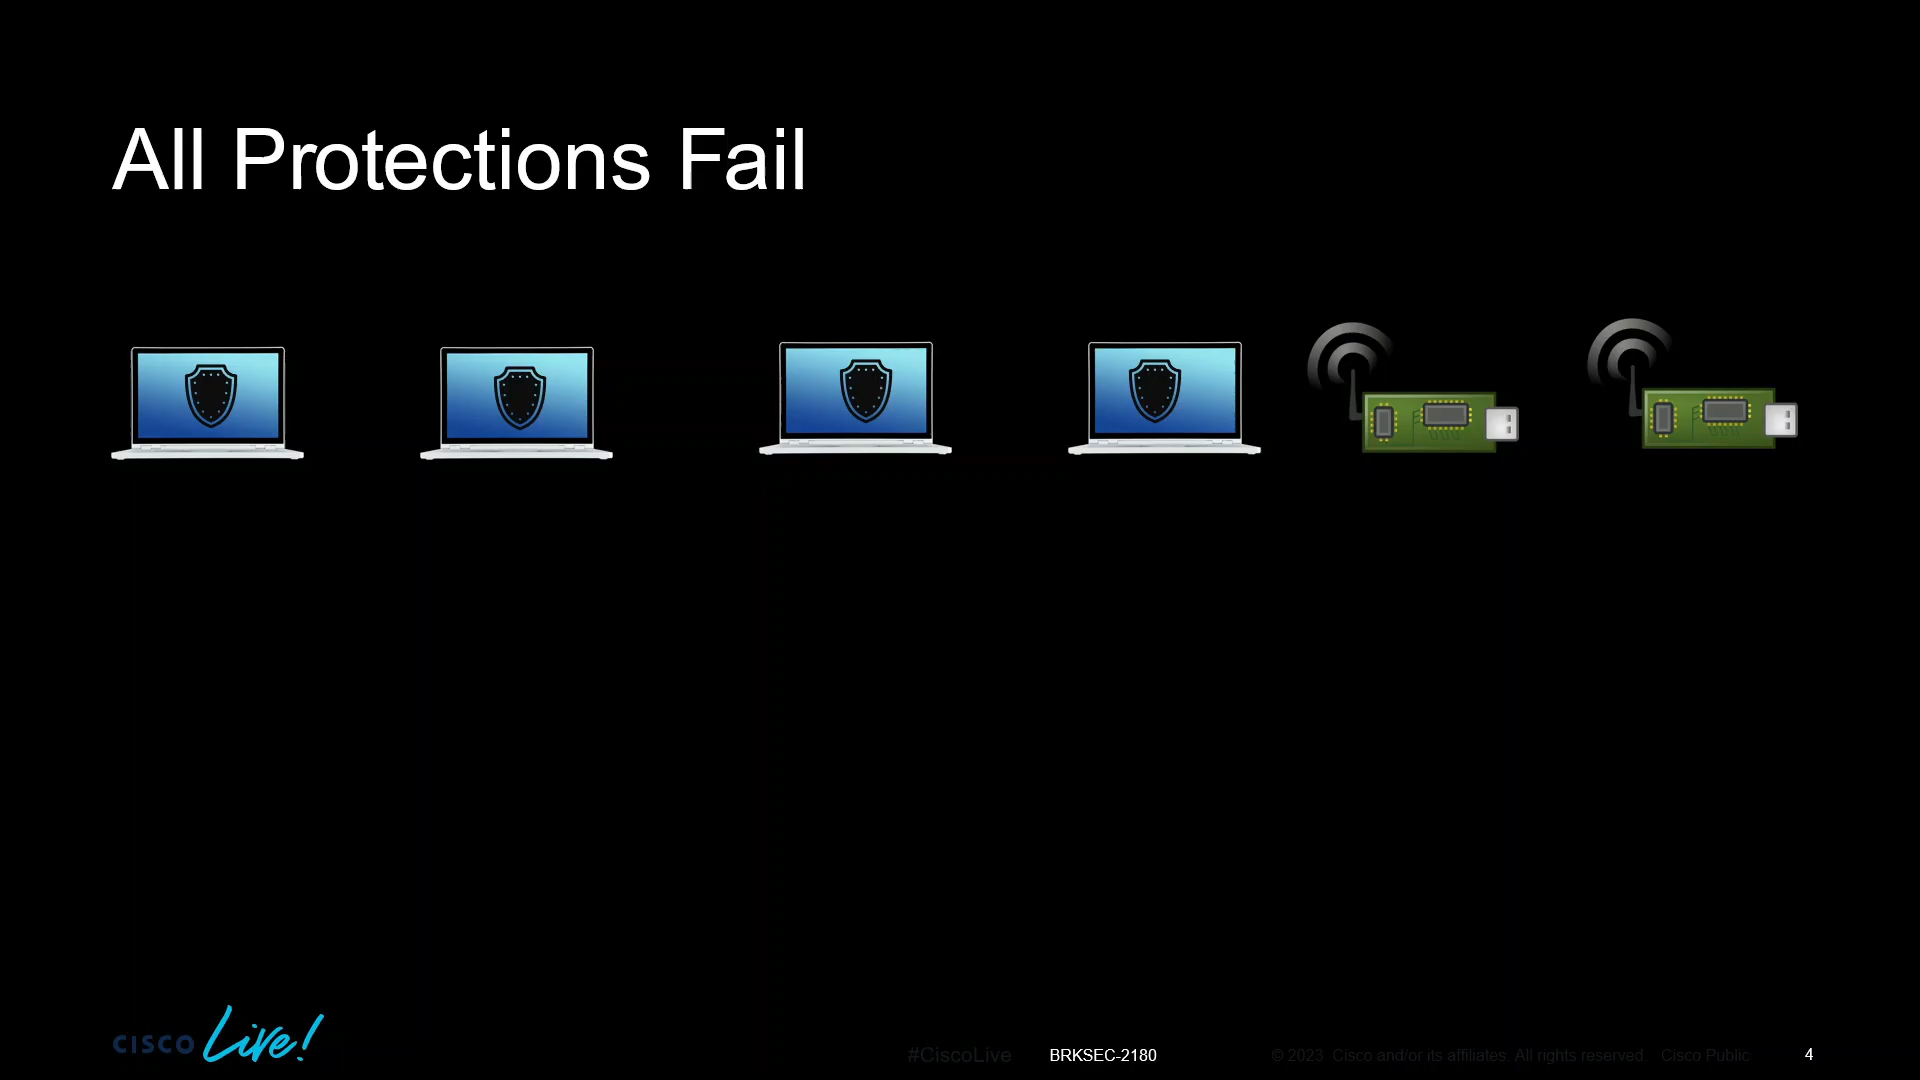 All Protections Fail
CISCO Live!
#CiscoLive
BRKSEC-2180
© 2023 Cisco and/or its affiliates. All rights reserved. Cisco Public
4